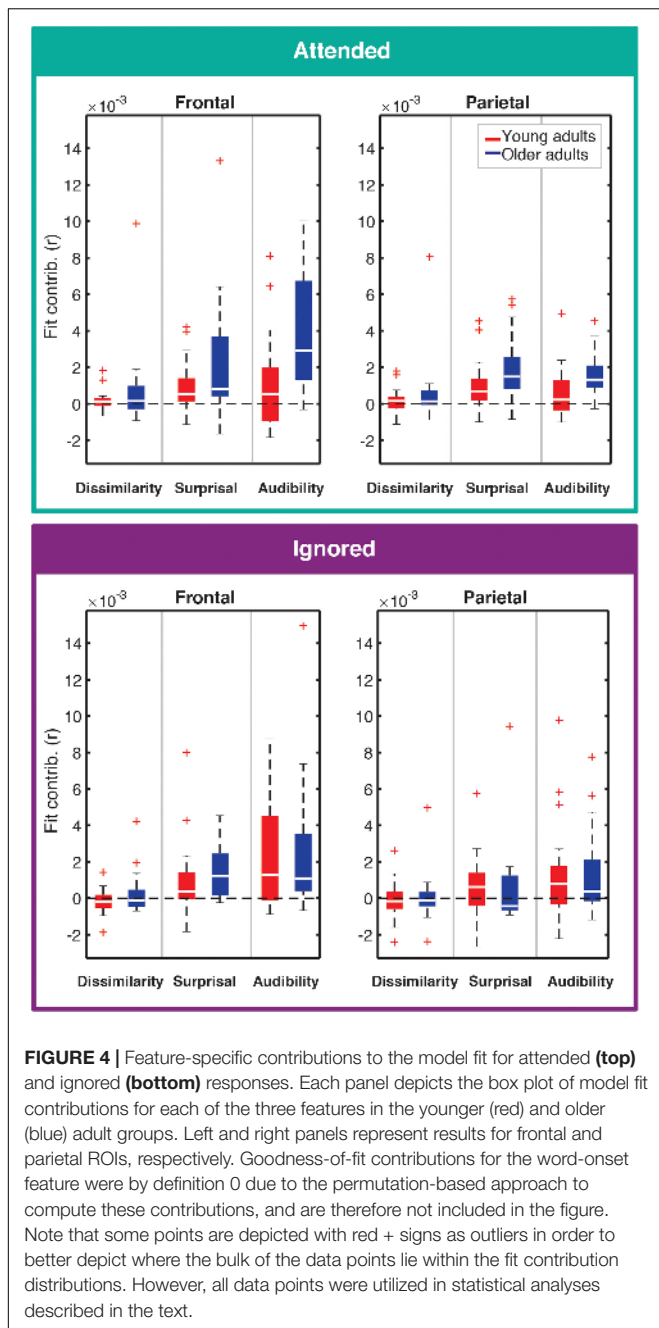 Attended
×10-3 Frontal ×10-3 Parietal
Young adults
Older adults
14 14
12 12
10 10
8 8
6 6
4 4
2 2
0 0
-2 -2
Fit contrib. (r)
Dissimilarity Surprisal Audibility Dissimilarity Surprisal Audibility
Ignored
×10-3 Frontal ×10-3 Parietal
14 14
12 12
10 10
8 8
6 6
4 4
2 2
0 0
-2 -2
Fit contrib. (r)
Dissimilarity Surprisal Audibility Dissimilarity Surprisal Audibility
FIGURE 4 | Feature-specific contributions to the model fit for attended (top)
and ignored (bottom) responses. Each panel depicts the box plot of model fit
contributions for each of the three features in the younger (red) and older
(blue) adult groups. Left and right panels represent results for frontal and
parietal ROIs, respectively. Goodness-of-fit contributions for the word-onset
feature were by definition 0 due to the permutation-based approach to
compute these contributions, and are therefore not included in the figure.
Note that some points are depicted with red + signs as outliers in order to
better depict where the bulk of the data points lie within the fit contribution
distributions. However, all data points were utilized in statistical analyses
described in the text.